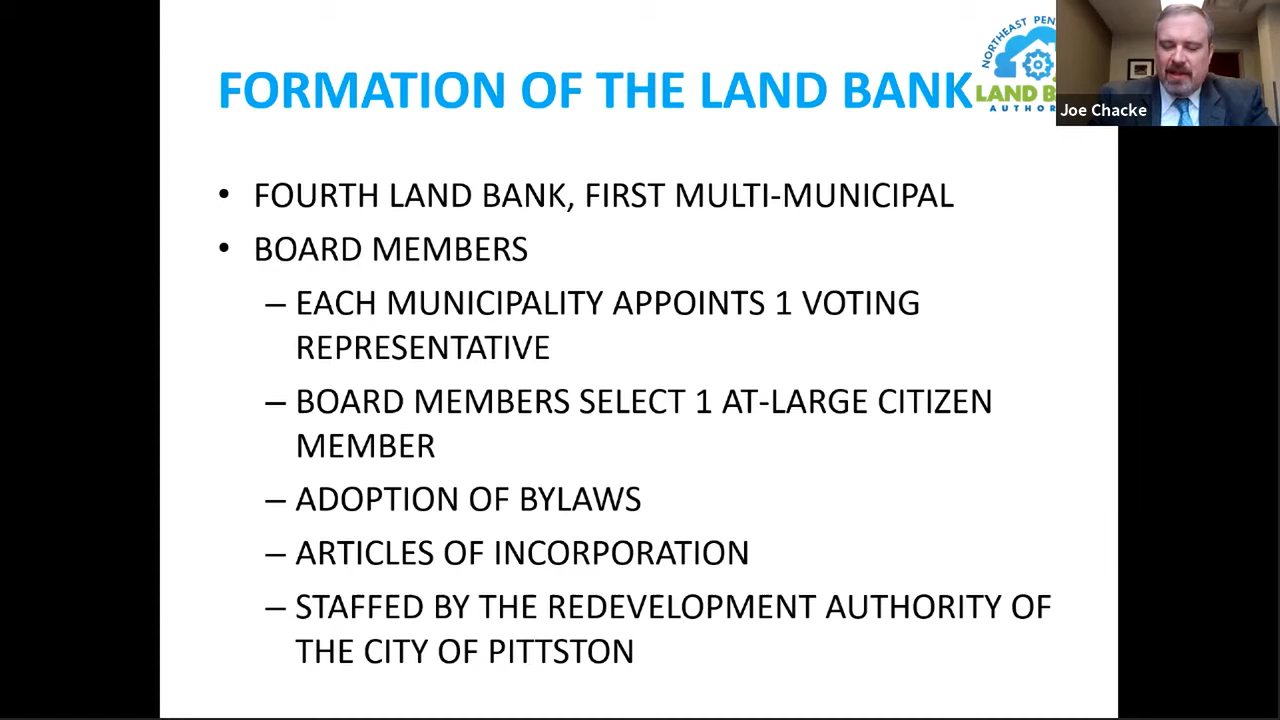 NORTHEAST
LAND
FORMATION OF THE LAND BANK
Joe Chacke
• FOURTH LAND BANK, FIRST MULTI-MUNICIPAL
• BOARD MEMBERS
– EACH MUNICIPALITY APPOINTS 1 VOTING
REPRESENTATIVE
– BOARD MEMBERS SELECT 1 AT-LARGE CITIZEN
MEMBER
– ADOPTION OF BYLAWS
– ARTICLES OF INCORPORATION
– STAFFED BY THE REDEVELOPMENT AUTHORITY OF
THE CITY OF PITTSTON